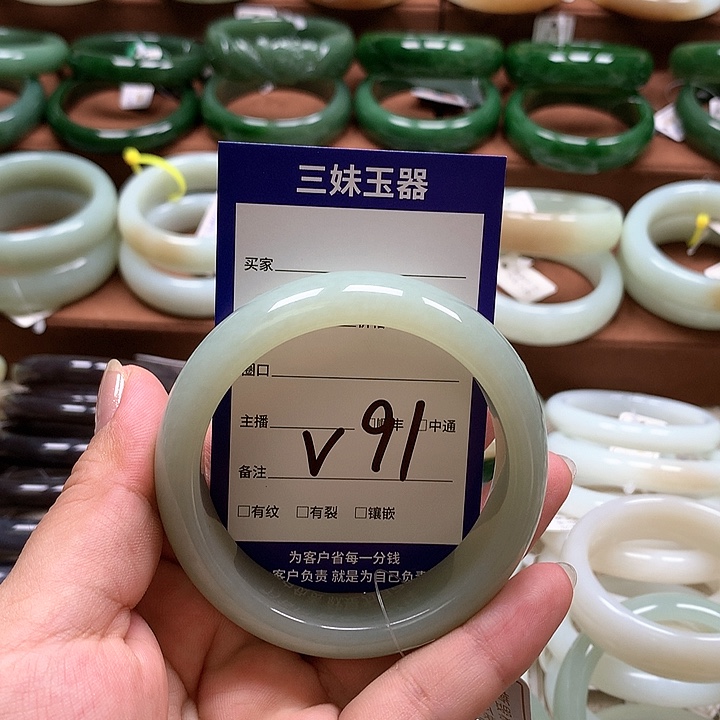 三妹玉器
买家
圈口
主播
中通
V91
备注
□有纹 □有裂 □镶嵌
为客户省每一分钱
客户负责 就是为自己负责